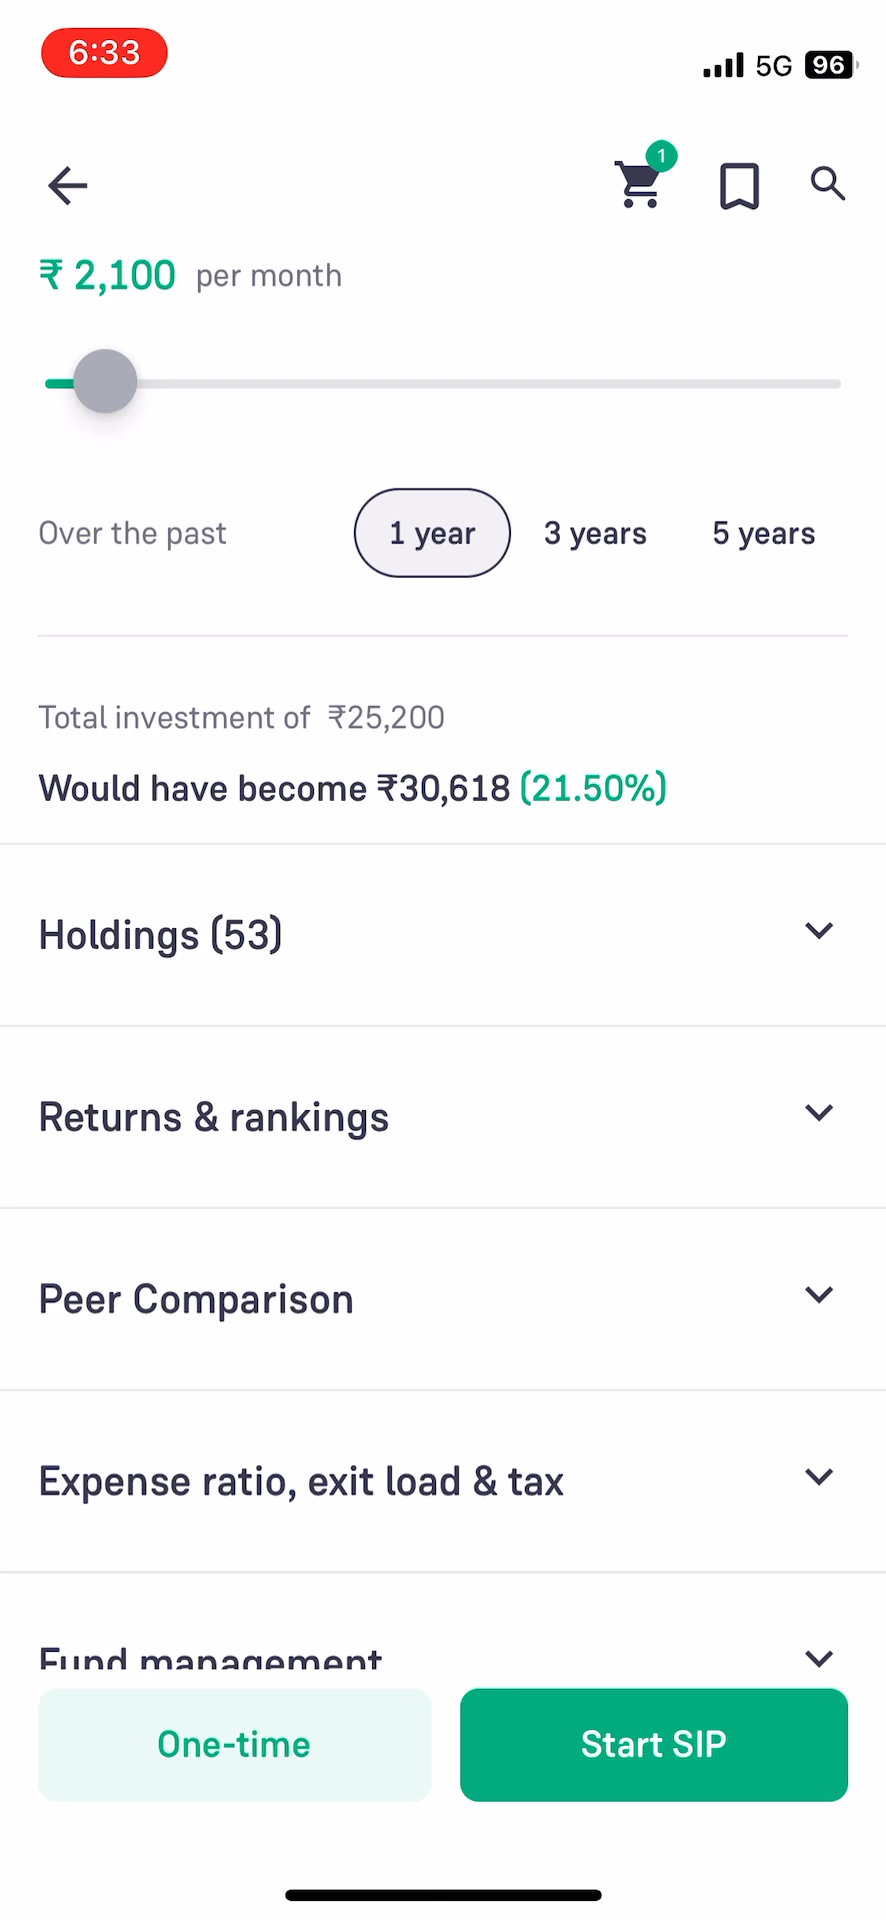 6:33
5G 96
1
₹ 2,100 per month
Over the past 1 year 3 years 5 years
Total investment of ₹25,200
Would have become ₹30,618 (21.50%)
Holdings (53)
Returns & rankings
Peer Comparison
Expense ratio, exit load & tax
Fund management
One-time Start SIP